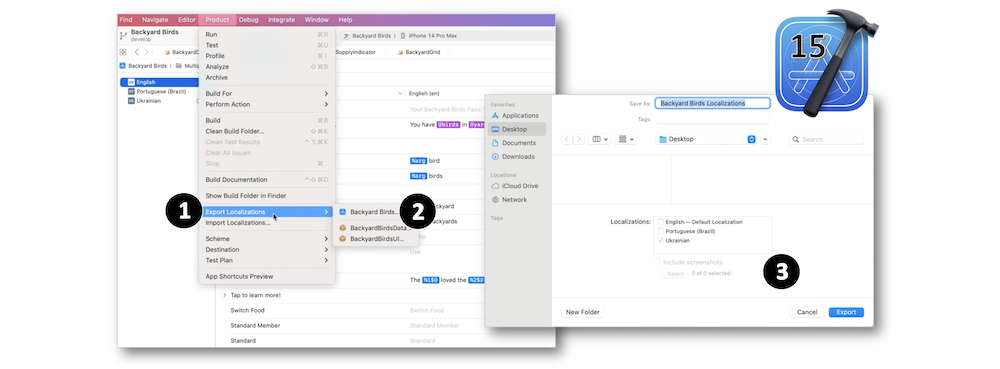 Find Navigate Editor Product Debug Integrate Window Help
Backyard Birds
develop
Backyard Birds
iPhone 14 Pro Max
SupplyIndicator
BackyardGrid
Backyard Birds
English
Portuguese (Brazil)
Ukrainian
Run ⌘R
Test ⌘U
Profile ⌘I
Analyze ⇧⌘B
Archive
Build For
Perform Action
Build ⌘B
Clean Build Folder... ⇧⌘K
Clean Test Results ⌃⌥⌘K
Clear All Issues
Stop ⌘.
Build Documentation ⌃⇧⌘D
Show Build Folder in Finder
Export Localizations
Import Localizations...
Scheme
Destination
Test Plan
App Shortcuts Preview
1
Backyard Birds...
BackyardBirdsData...
BackyardBirdsUI...
2
English (en)
Your Backyard Birds Pass
You have @birds in
%arg bird
%arg birds
Use
The %1$@ loved the %2$@
Tap to learn more!
Switch Food Switch Food
Standard Member Standard Member
Standard Standard
15
Save As: Backyard Birds Localizations
Tags:
Favorites
Applications
Desktop
Documents
Downloads
Locations
iCloud Drive
Network
Tags
Desktop
Search
Localizations:
English — Default Localization
Portuguese (Brazil)
Ukrainian
Include screenshots
Select 0 of 0 selected
3
New Folder
Cancel
Export